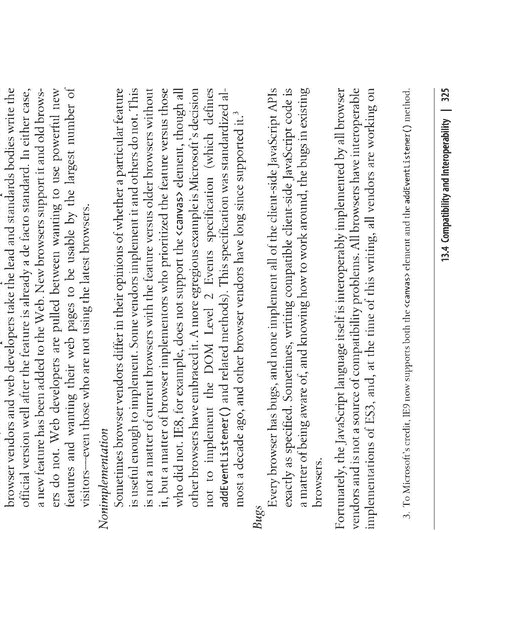 browser vendors and web developers take the lead and standards bodies write the
official version well after the feature is already a de facto standard. In either case,
a new feature has been added to the Web. New browsers support it and old brows-
ers do not. Web developers are pulled between wanting to use powerful new
features and wanting their web pages to be usable by the largest number of
visitors—even those who are not using the latest browsers.
Nonimplementation
Sometimes browser vendors differ in their opinions of whether a particular feature
is useful enough to implement. Some vendors implement it and others do not. This
is not a matter of current browsers with the feature versus older browsers without
it, but a matter of browser implementors who prioritized the feature versus those
who did not. IE8, for example, does not support the <canvas> element, though all
other browsers have embraced it. A more egregious example is Microsoft's decision
not to implement the DOM Level 2 Events specification (which defines
addEventListener() and related methods). This specification was standardized al-
most a decade ago, and other browser vendors have long since supported it.3
Bugs
Every browser has bugs, and none implement all of the client-side JavaScript APIs
exactly as specified. Sometimes, writing compatible client-side JavaScript code is
a matter of being aware of, and knowing how to work around, the bugs in existing
browsers.
Fortunately, the JavaScript language itself is interoperably implemented by all browser
vendors and is not a source of compatibility problems. All browsers have interoperable
implementations of ES3, and, at the time of this writing, all vendors are working on
3. To Microsoft's credit, IE9 now supports both the <canvas> element and the addEventListener() method.
13.4 Compatibility and Interoperability | 325